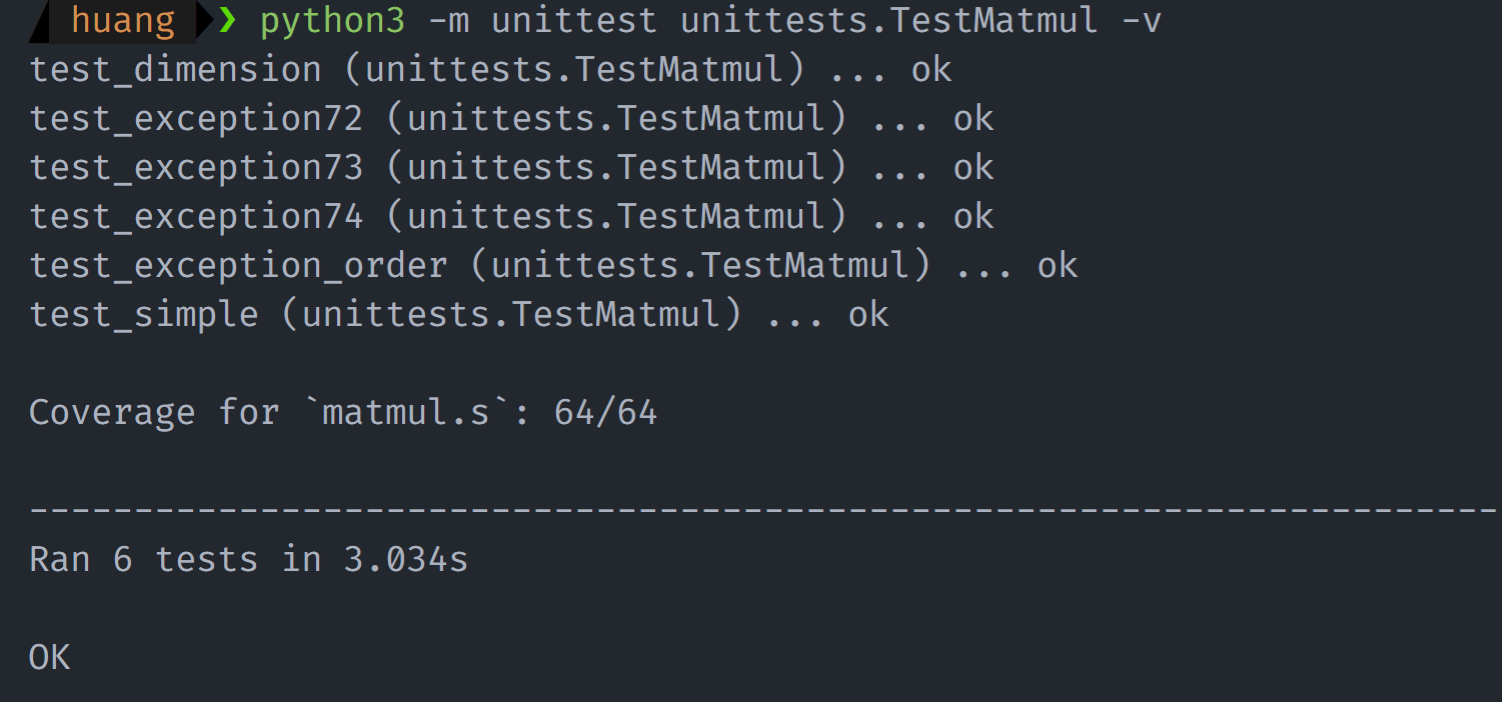 huang ❯ python3 -m unittest unittests.TestMatmul -v
test_dimension (unittests.TestMatmul) ... ok
test_exception72 (unittests.TestMatmul) ... ok
test_exception73 (unittests.TestMatmul) ... ok
test_exception74 (unittests.TestMatmul) ... ok
test_exception_order (unittests.TestMatmul) ... ok
test_simple (unittests.TestMatmul) ... ok
Coverage for `matmul.s`: 64/64
----------------------------------------------------------------------
Ran 6 tests in 3.034s
OK